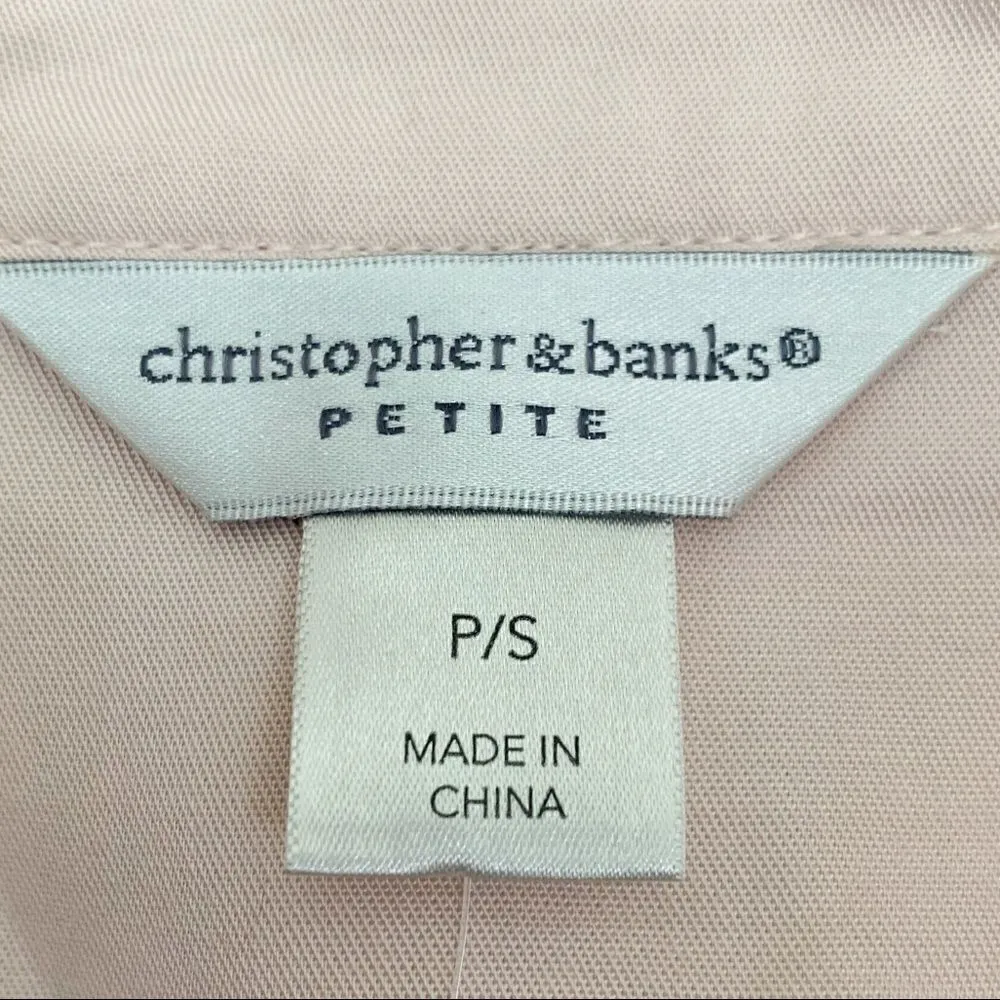 christopher & banks®
PETITE
P/S
MADE IN
CHINA